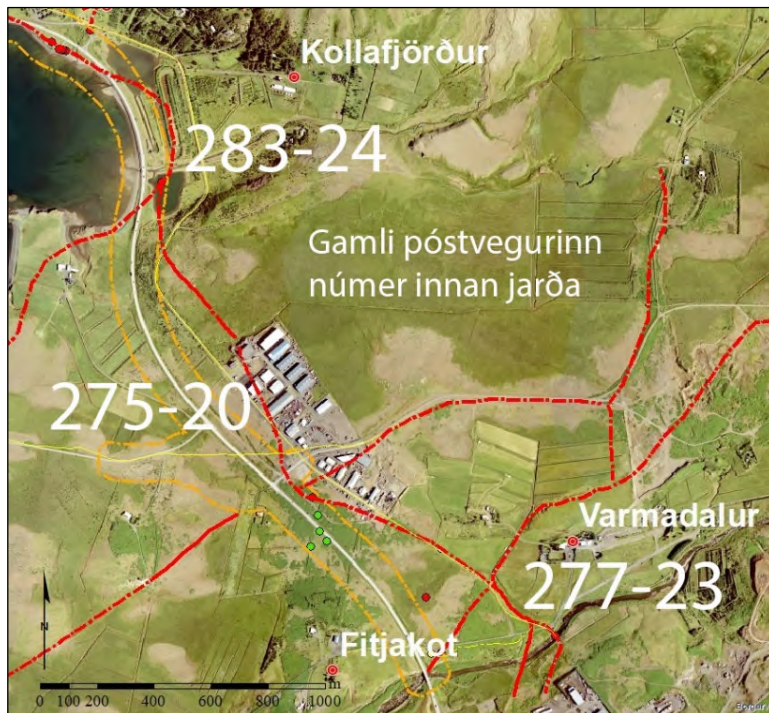 Kollafjörður
283-24
Gamli póstvegurinn
númer innan jarða
275-20
Varmadalur
277-23
Fitjakot
N
0 100 200 400 600 800 1000
m